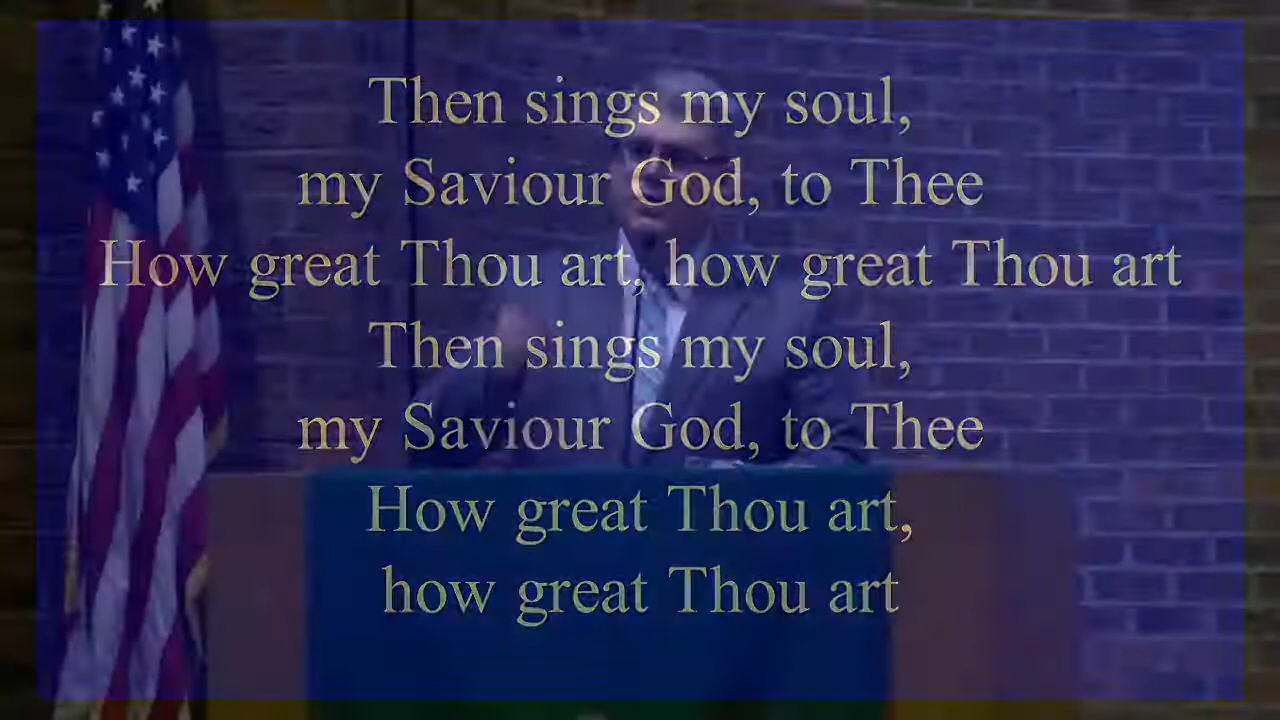 Then sings my soul,
my Saviour God, to Thee
How great Thou art, how great Thou art
Then sings my soul,
my Saviour God, to Thee
How great Thou art,
how great Thou art